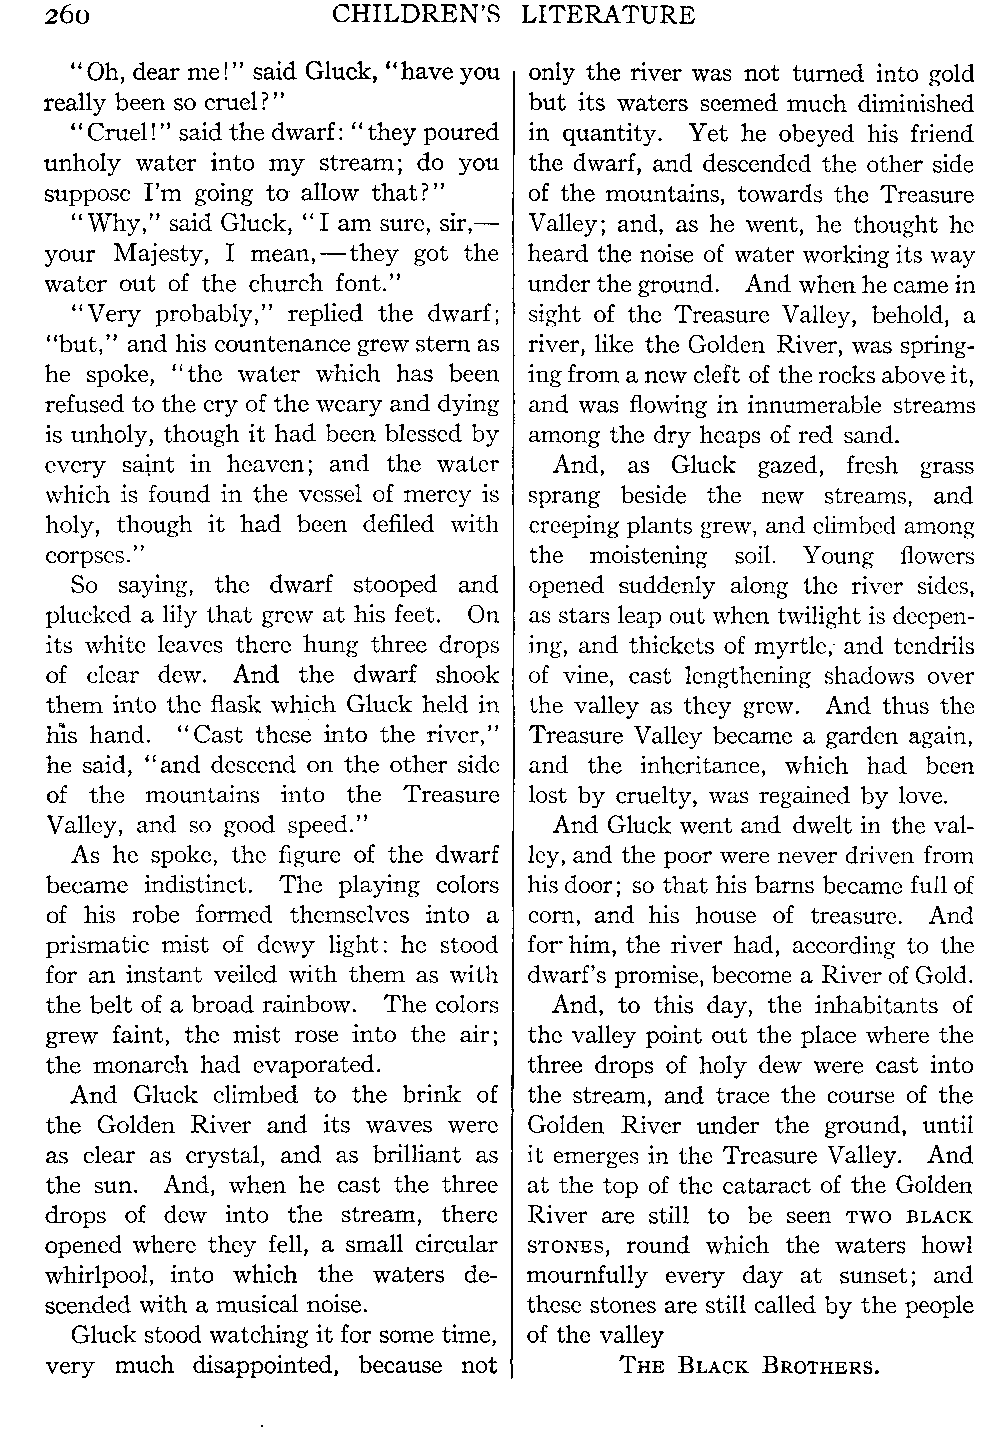 260 CHILDREN'S LITERATURE
"Oh, dear me!" said Gluck, "have you
really been so cruel?"
"Cruel!" said the dwarf: "they poured
unholy water into my stream; do you
suppose I'm going to allow that?"
"Why," said Gluck, "I am sure, sir,—
your Majesty, I mean,—they got the
water out of the church font."
"Very probably," replied the dwarf;
"but," and his countenance grew stern as
he spoke, "the water which has been
refused to the cry of the weary and dying
is unholy, though it had been blessed by
every saint in heaven; and the water
which is found in the vessel of mercy is
holy, though it had been defiled with
corpses."
So saying, the dwarf stooped and
plucked a lily that grew at his feet. On
its white leaves there hung three drops
of clear dew. And the dwarf shook
them into the flask which Gluck held in
his hand. "Cast these into the river,"
he said, "and descend on the other side
of the mountains into the Treasure
Valley, and so good speed."
As he spoke, the figure of the dwarf
became indistinct. The playing colors
of his robe formed themselves into a
prismatic mist of dewy light: he stood
for an instant veiled with them as with
the belt of a broad rainbow. The colors
grew faint, the mist rose into the air;
the monarch had evaporated.
And Gluck climbed to the brink of
the Golden River and its waves were
as clear as crystal, and as brilliant as
the sun. And, when he cast the three
drops of dew into the stream, there
opened where they fell, a small circular
whirlpool, into which the waters de-
scended with a musical noise.
Gluck stood watching it for some time,
very much disappointed, because not
only the river was not turned into gold
but its waters seemed much diminished
in quantity. Yet he obeyed his friend
the dwarf, and descended the other side
of the mountains, towards the Treasure
Valley; and, as he went, he thought he
heard the noise of water working its way
under the ground. And when he came in
sight of the Treasure Valley, behold, a
river, like the Golden River, was spring-
ing from a new cleft of the rocks above it,
and was flowing in innumerable streams
among the dry heaps of red sand.
And, as Gluck gazed, fresh grass
sprang beside the new streams, and
creeping plants grew, and climbed among
the moistening soil. Young flowers
opened suddenly along the river sides,
as stars leap out when twilight is deepen-
ing, and thickets of myrtle, and tendrils
of vine, cast lengthening shadows over
the valley as they grew. And thus the
Treasure Valley became a garden again,
and the inheritance, which had been
lost by cruelty, was regained by love.
And Gluck went and dwelt in the val-
ley, and the poor were never driven from
his door; so that his barns became full of
corn, and his house of treasure. And
for him, the river had, according to the
dwarf's promise, become a River of Gold.
And, to this day, the inhabitants of
the valley point out the place where the
three drops of holy dew were cast into
the stream, and trace the course of the
Golden River under the ground, until
it emerges in the Treasure Valley. And
at the top of the cataract of the Golden
River are still to be seen TWO BLACK
STONES, round which the waters howl
mournfully every day at sunset; and
these stones are still called by the people
of the valley
THE BLACK BROTHERS.